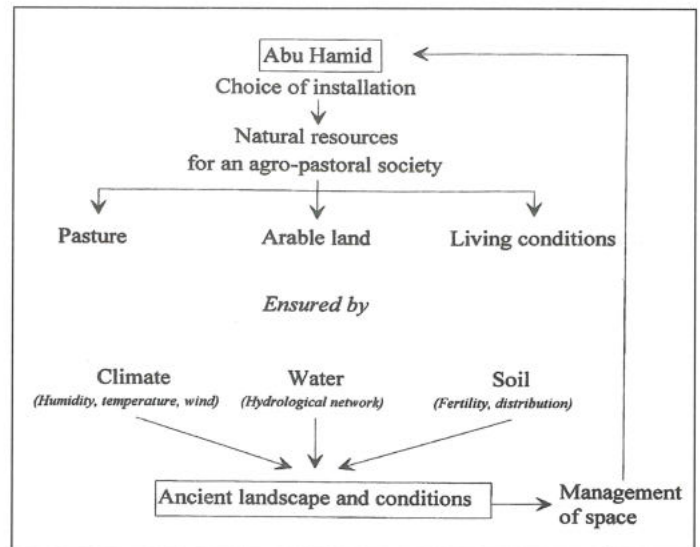 Abu Hamid
Choice of installation
Natural resources
for an agro-pastoral society
Pasture
Arable land
Living conditions
Ensured by
Climate
Water
Soil
(Humidity, temperature, wind)
(Hydrological network)
(Fertility, distribution)
Ancient landscape and conditions
Management
of space